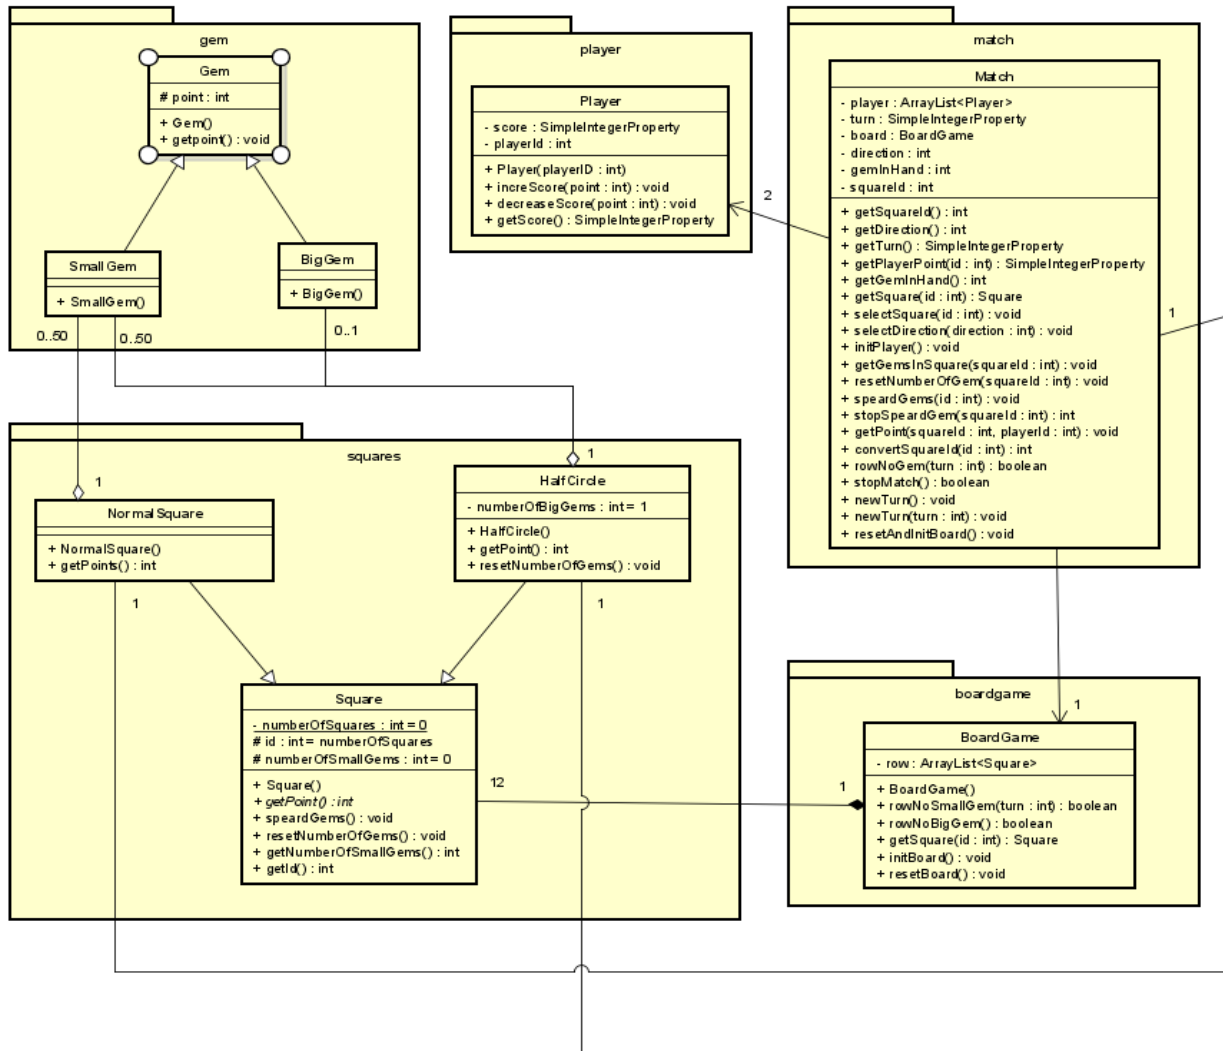 gem
Gem
# point : int
+ Gem()
+ getpoint() : void
SmallGem
+ SmallGem()
BigGem
+ BigGem()
0..50
0..50
0..1
player
Player
- score : SimpleIntegerProperty
- playerId : int
+ Player(playerID : int)
+ increScore(point : int) : void
+ decreaseScore(point : int) : void
+ getScore() : SimpleIntegerProperty
2
match
Match
- player : ArrayList<Player>
- turn : SimpleIntegerProperty
- board : BoardGame
- direction : int
- gemInHand : int
- squareId : int
+ getSquareId() : int
+ getDirection() : int
+ getTurn() : SimpleIntegerProperty
+ getPlayerPoint(id : int) : SimpleIntegerProperty
+ getGemInHand() : int
+ getSquare(id : int) : Square
+ selectSquare(id : int) : void
+ selectDirection(direction : int) : void
+ initPlayer() : void
+ getGemsInSquare(squareId : int) : void
+ resetNumberOfGem(squareId : int) : void
+ speardGems(id : int) : void
+ stopSpeardGem(squareId : int) : int
+ getPoint(squareId : int, playerId : int) : void
+ convertSquareId(id : int) : int
+ rowNoGem(turn : int) : boolean
+ stopMatch() : boolean
+ newTurn() : void
+ newTurn(turn : int) : void
+ resetAndInitBoard() : void
1
squares
1
NormalSquare
+ NormalSquare()
+ getPoints() : int
1
1
HalfCircle
- numberOfBigGems : int = 1
+ HalfCircle()
+ getPoint() : int
+ resetNumberOfGems() : void
1
Square
- numberOfSquares : int = 0
# id : int = numberOfSquares
# numberOfSmallGems : int = 0
+ Square()
+ getPoint() : int
+ speardGems() : void
+ resetNumberOfGems() : void
+ getNumberOfSmallGems() : int
+ getId() : int
12
1
boardgame
1
BoardGame
- row : ArrayList<Square>
+ BoardGame()
+ rowNoSmallGem(turn : int) : boolean
+ rowNoBigGem() : boolean
+ getSquare(id : int) : Square
+ initBoard() : void
+ resetBoard() : void